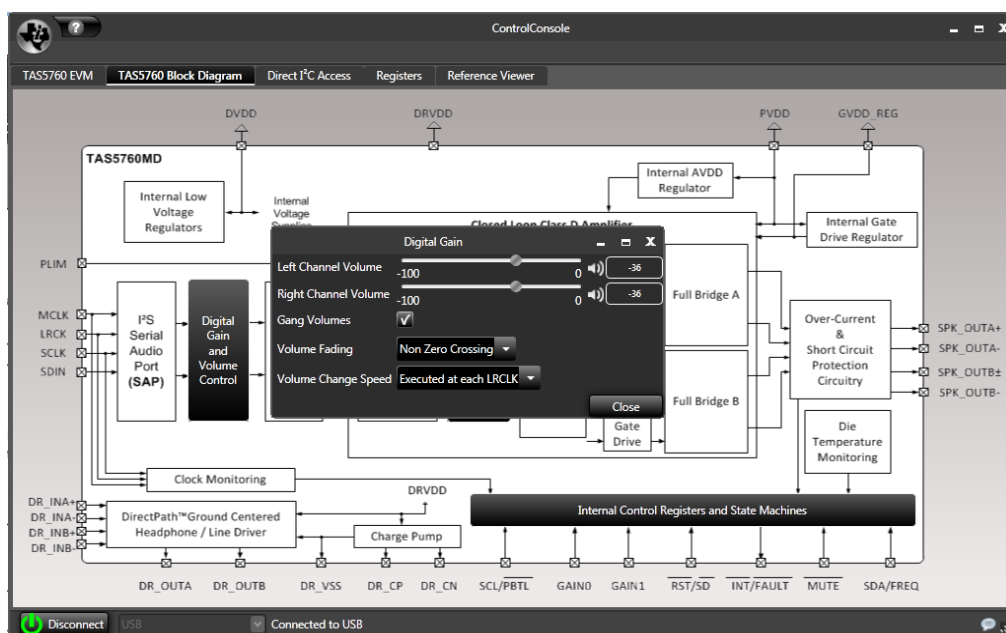 ?
ControlConsole
TAS5760 EVM TAS5760 Block Diagram Direct I²C Access Registers Reference Viewer
DVDD DRVDD PVDD GVDD_REG
TAS5760MD
Internal Low
Voltage
Regulators
Internal
Voltage
Internal AVDD
Regulator
Closed Loop Class D Amplifier
Internal Gate
Drive Regulator
PLIM
MCLK
LRCK
SCLK
SDIN
I²S
Serial
Audio
Port
(SAP)
Digital
Gain
and
Volume
Control
Digital Gain
X
Left Channel Volume -100 0 -36
Right Channel Volume -100 0 -36
Gang Volumes
Volume Fading Non Zero Crossing
Volume Change Speed Executed at each LRCLK
Close
Full Bridge A
Full Bridge B
Gate
Drive
Over-Current
&
Short Circuit
Protection
Circuitry
SPK_OUTA+
SPK_OUTA-
SPK_OUTB±
SPK_OUTB-
Die
Temperature
Monitoring
Clock Monitoring
DRVDD
DR_INA+
DR_INA-
DR_INB+
DR_INB-
DirectPath™Ground Centered
Headphone / Line Driver
Charge Pump
Internal Control Registers and State Machines
DR_OUTA DR_OUTB DR_VSS DR_CP DR_CN SCL/PBTL GAIN0 GAIN1 RST/SD INT/FAULT MUTE SDA/FREQ
Disconnect USB Connected to USB